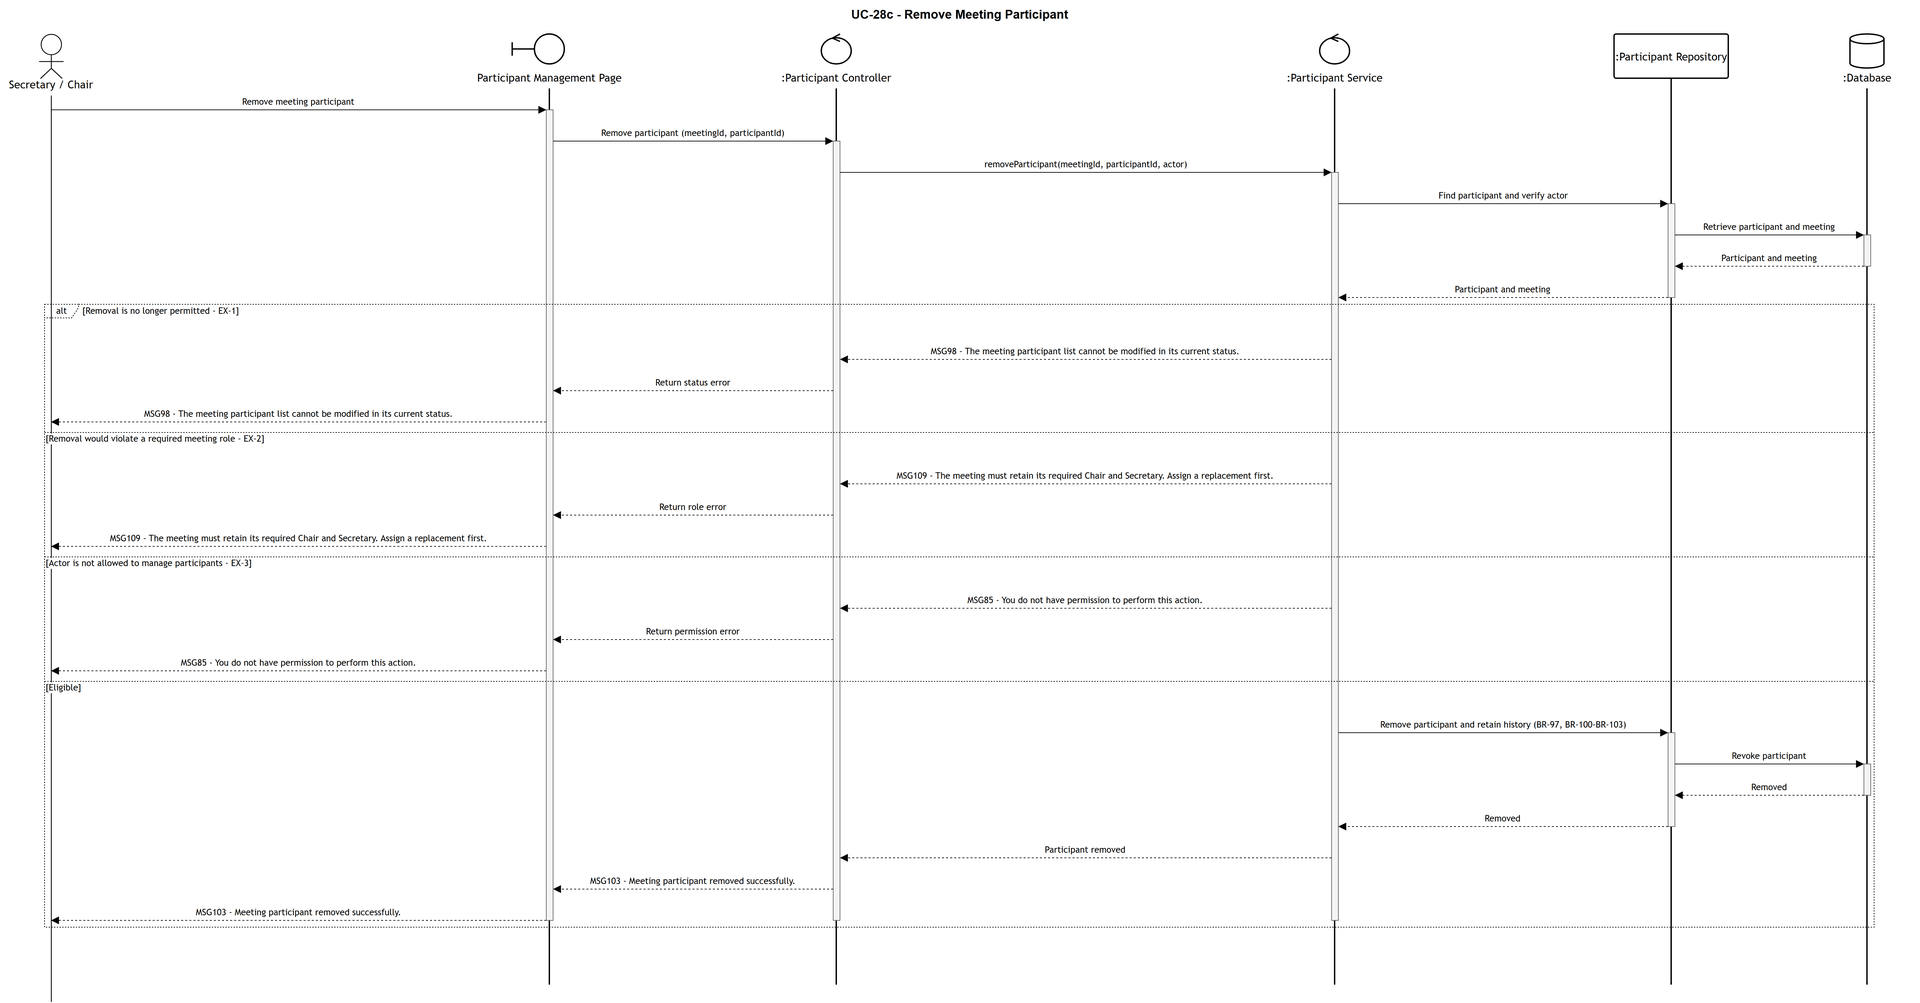 UC-28c - Remove Meeting Participant
Secretary / Chair
Participant Management Page
:Participant Controller
:Participant Service
:Participant Repository
:Database
Remove meeting participant
Remove participant (meetingId, participantId)
removeParticipant(meetingId, participantId, actor)
Find participant and verify actor
Retrieve participant and meeting
Participant and meeting
Participant and meeting
alt [Removal is no longer permitted - EX-1]
MSG98 - The meeting participant list cannot be modified in its current status.
Return status error
MSG98 - The meeting participant list cannot be modified in its current status.
[Removal would violate a required meeting role - EX-2]
MSG109 - The meeting must retain its required Chair and Secretary. Assign a replacement first.
Return role error
MSG109 - The meeting must retain its required Chair and Secretary. Assign a replacement first.
[Actor is not allowed to manage participants - EX-3]
MSG85 - You do not have permission to perform this action.
Return permission error
MSG85 - You do not have permission to perform this action.
[Eligible]
Remove participant and retain history (BR-97, BR-100-BR-103)
Revoke participant
Removed
Removed
Participant removed
MSG103 - Meeting participant removed successfully.
MSG103 - Meeting participant removed successfully.